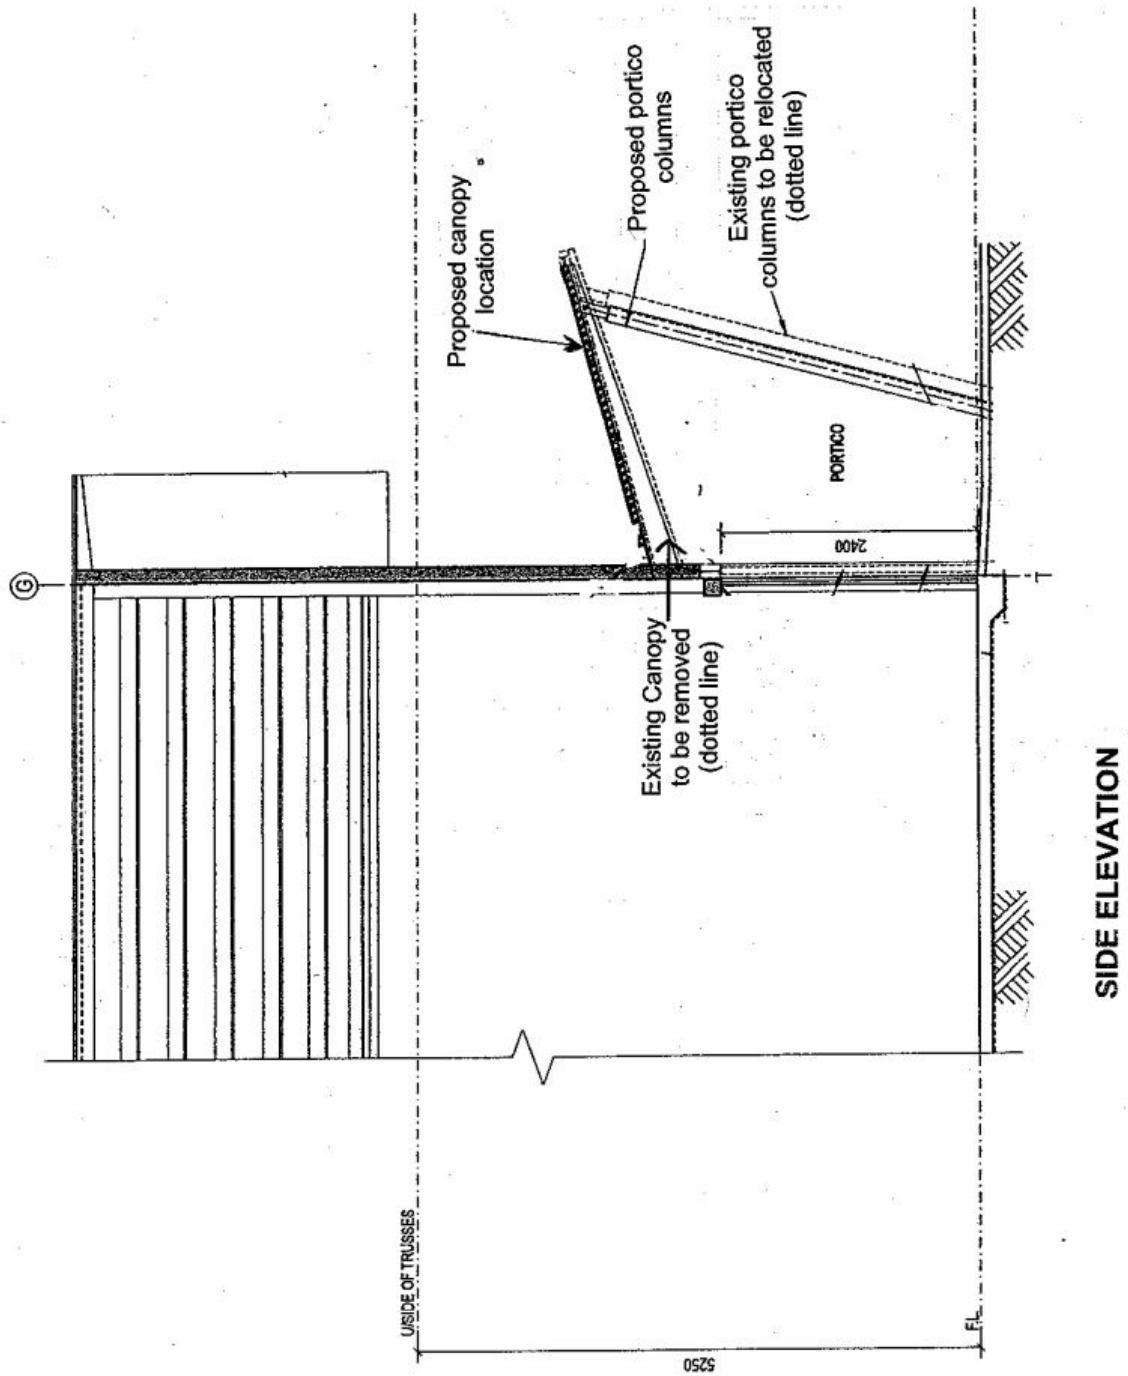 G
U/SIDE OF TRUSSES
5250
F.L.
Proposed canopy
location
Proposed portico
columns
Existing portico
columns to be relocated
(dotted line)
PORTICO
2400
Existing Canopy
to be removed
(dotted line)
SIDE ELEVATION